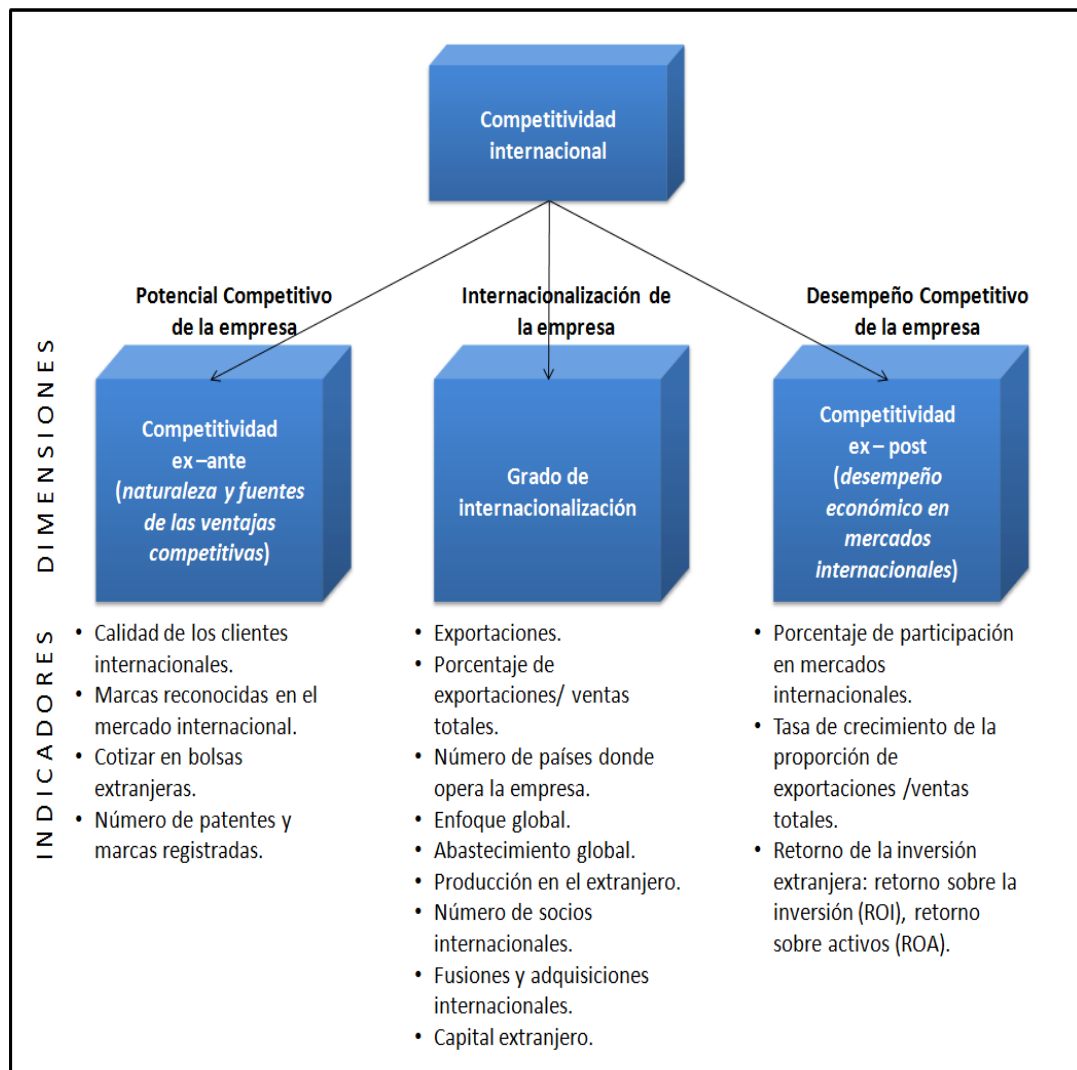 Competitividad
internacional
Potencial Competitivo
de la empresa
Internacionalización de
la empresa
Desempeño Competitivo
de la empresa
DIMENSIONES
Competitividad
ex–ante
(naturaleza y fuentes
de las ventajas
competitivas)
Grado de
internacionalización
Competitividad
ex– post
(desempeño
económico en
mercados
internacionales)
INDICADORES
• Calidad de los clientes
internacionales.
• Marcas reconocidas en el
mercado internacional.
• Cotizar en bolsas
extranjeras.
• Número de patentes y
marcas registradas.
• Exportaciones.
• Porcentaje de
exportaciones/ ventas
totales.
• Número de países donde
opera la empresa.
• Enfoque global.
• Abastecimiento global.
• Producción en el extranjero.
• Número de socios
internacionales.
• Fusiones y adquisiciones
internacionales.
• Capital extranjero.
• Porcentaje de participación
en mercados
internacionales.
• Tasa de crecimiento de la
proporción de
exportaciones /ventas
totales.
• Retorno de la inversión
extranjera: retorno sobre la
inversión (ROI), retorno
sobre activos (ROA).